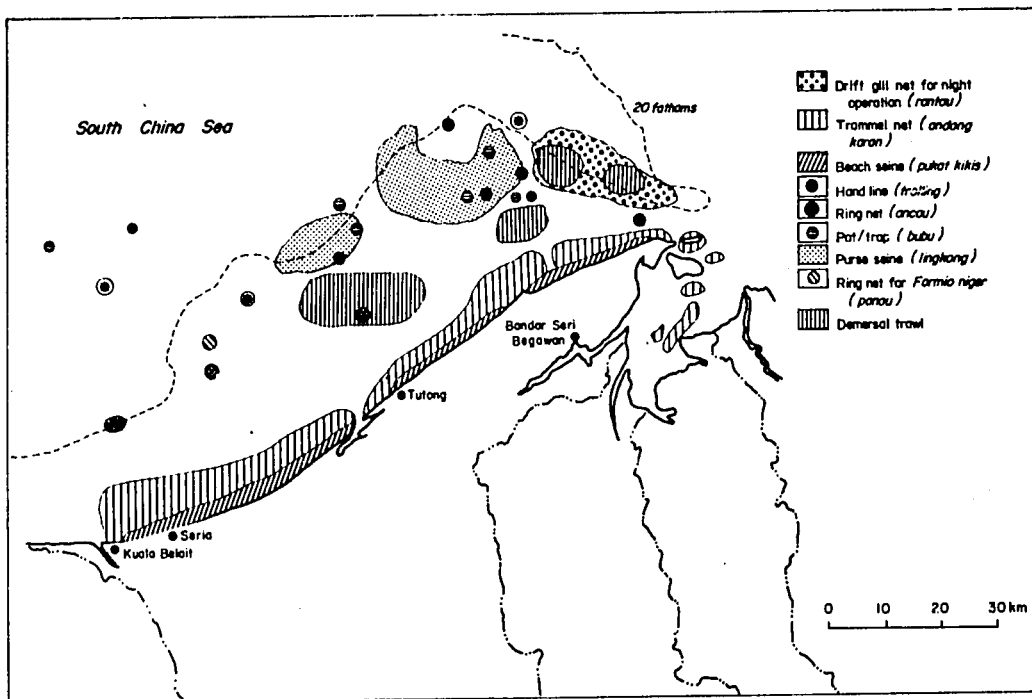 South China Sea
20 fathoms
Drift gill net for night
operation (rantau)
Trammel net (andang
karan)
Beach seine (pukat kikis)
Hand line (trolling)
Ring net (ancau)
Pot/trap (bubu)
Purse seine (lingkong)
Ring net for Formio niger
(panau)
Demersal trawl
Bandar Seri
Begawan
Tutong
Seria
Kuala Belait
0 10 20 30 km